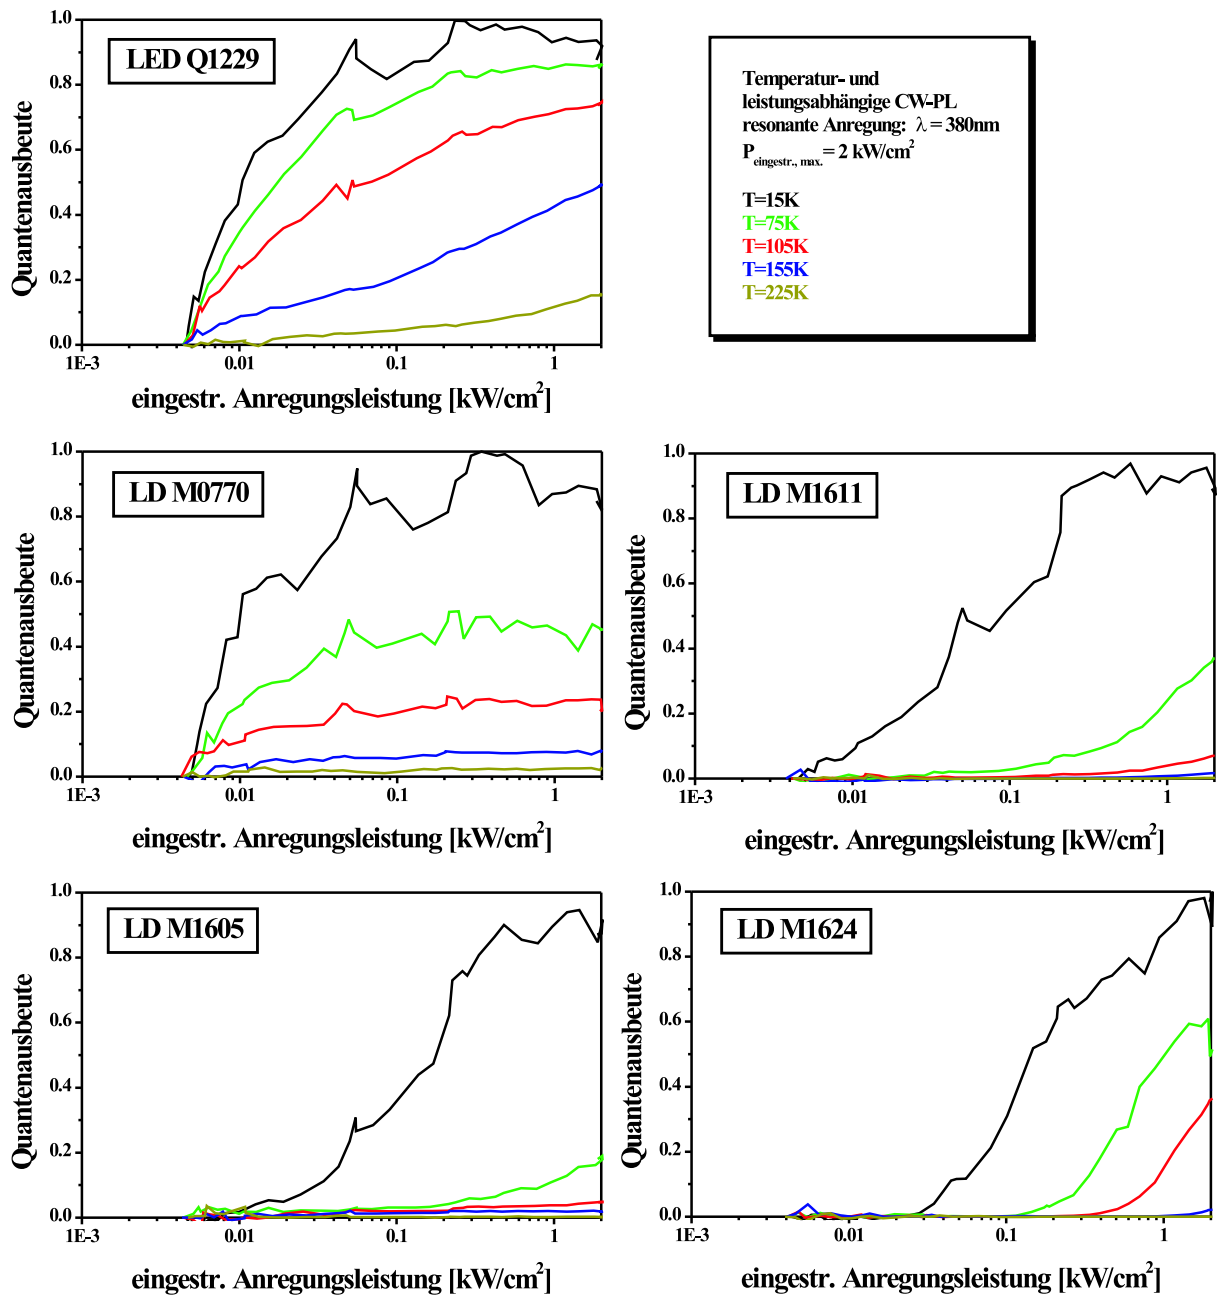 1.0
0.8
0.6
0.4
0.2
0.0
Quantenausbeute
LED Q1229
1E-3 0.01 0.1 1
eingestr. Anregungsleistung [kW/cm²]
Temperatur- und
leistungsabhängige CW-PL
resonante Anregung: λ = 380nm
P eingestr., max. = 2 kW/cm²
T=15K
T=75K
T=105K
T=155K
T=225K
1.0
0.8
0.6
0.4
0.2
0.0
Quantenausbeute
LD M0770
1E-3 0.01 0.1 1
eingestr. Anregungsleistung [kW/cm²]
1.0
0.8
0.6
0.4
0.2
0.0
Quantenausbeute
LD M1611
1E-3 0.01 0.1 1
eingestr. Anregungsleistung [kW/cm²]
1.0
0.8
0.6
0.4
0.2
0.0
Quantenausbeute
LD M1605
1E-3 0.01 0.1 1
eingestr. Anregungsleistung [kW/cm²]
1.0
0.8
0.6
0.4
0.2
0.0
Quantenausbeute
LD M1624
1E-3 0.01 0.1 1
eingestr. Anregungsleistung [kW/cm²]